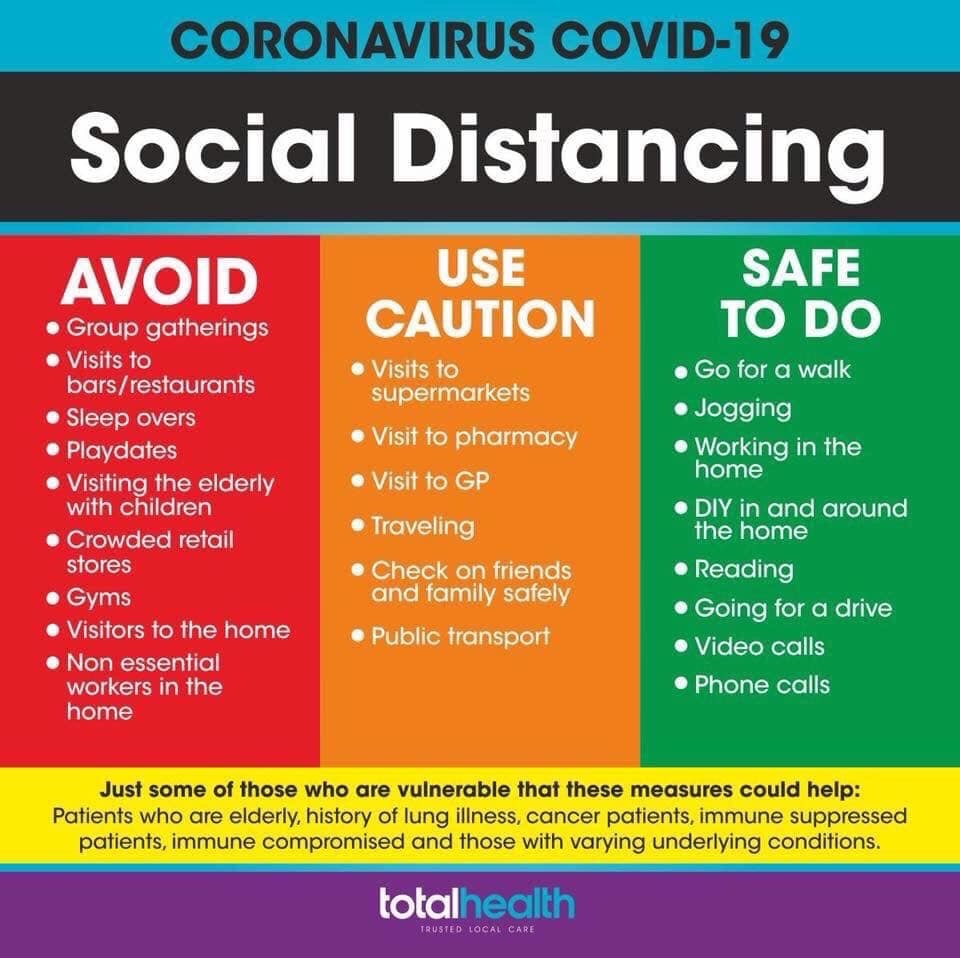 CORONAVIRUS COVID-19
Social Distancing
AVOID
• Group gatherings
• Visits to
bars/restaurants
• Sleep overs
• Playdates
• Visiting the elderly
with children
• Crowded retail
stores
• Gyms
• Visitors to the home
• Non essential
workers in the
home
USE
CAUTION
• Visits to
supermarkets
• Visit to pharmacy
• Visit to GP
• Traveling
• Check on friends
and family safely
• Public transport
SAFE
TO DO
• Go for a walk
• Jogging
• Working in the
home
• DIY in and around
the home
• Reading
• Going for a drive
• Video calls
• Phone calls
Just some of those who are vulnerable that these measures could help:
Patients who are elderly, history of lung illness, cancer patients, immune suppressed
patients, immune compromised and those with varying underlying conditions.
totalhealth
TRUSTED LOCAL CARE